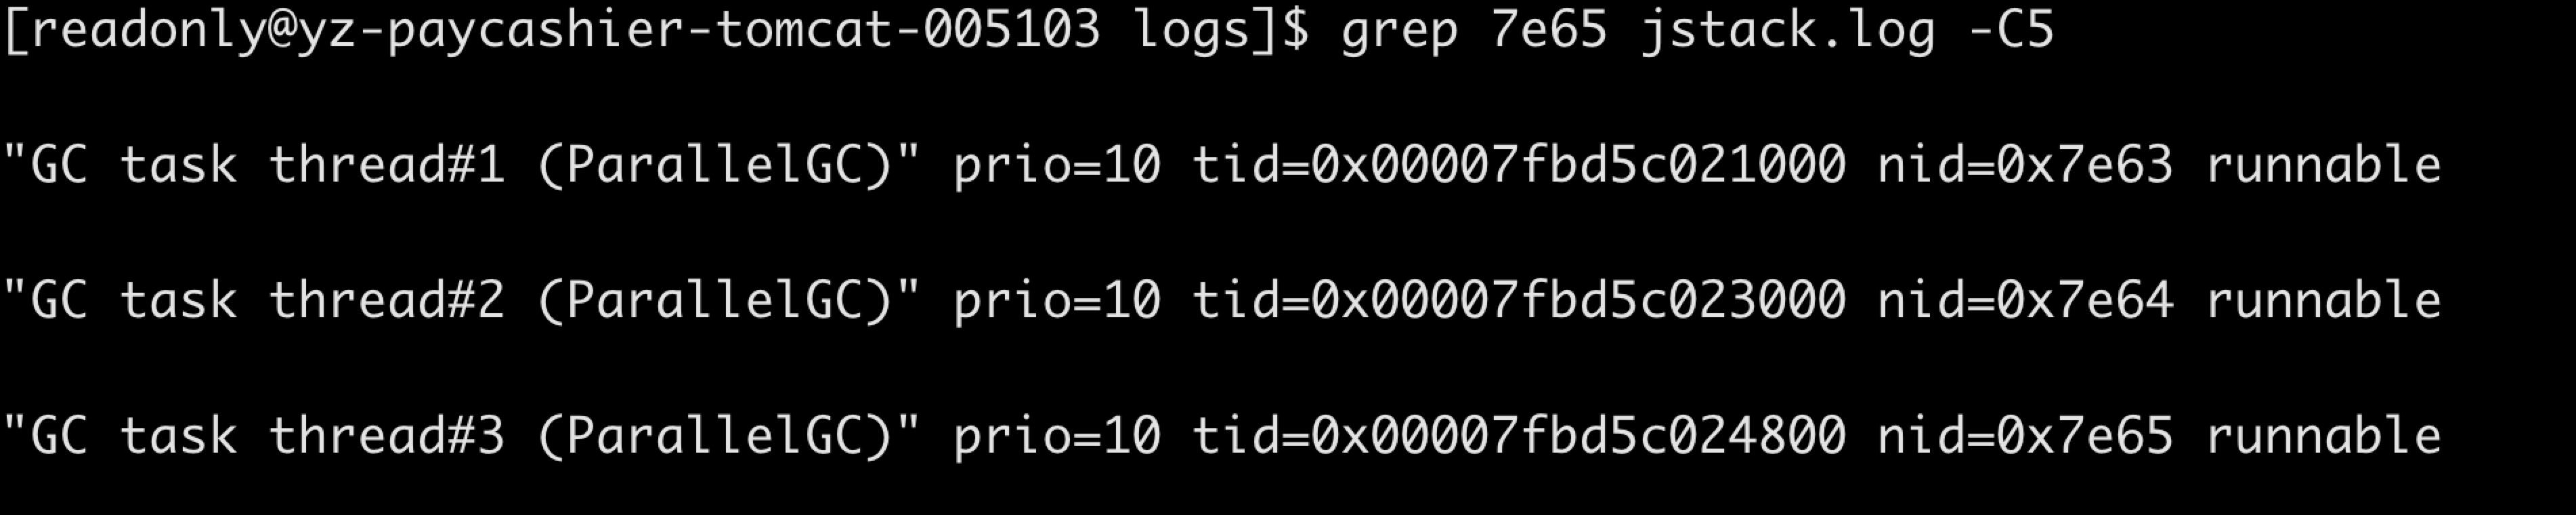 [readonly@yz-paycashier-tomcat-005103 logs]$ grep 7e65 jstack.log -C5
"GC task thread#1 (ParallelGC)" prio=10 tid=0x00007fbd5c021000 nid=0x7e63 runnable
"GC task thread#2 (ParallelGC)" prio=10 tid=0x00007fbd5c023000 nid=0x7e64 runnable
"GC task thread#3 (ParallelGC)" prio=10 tid=0x00007fbd5c024800 nid=0x7e65 runnable